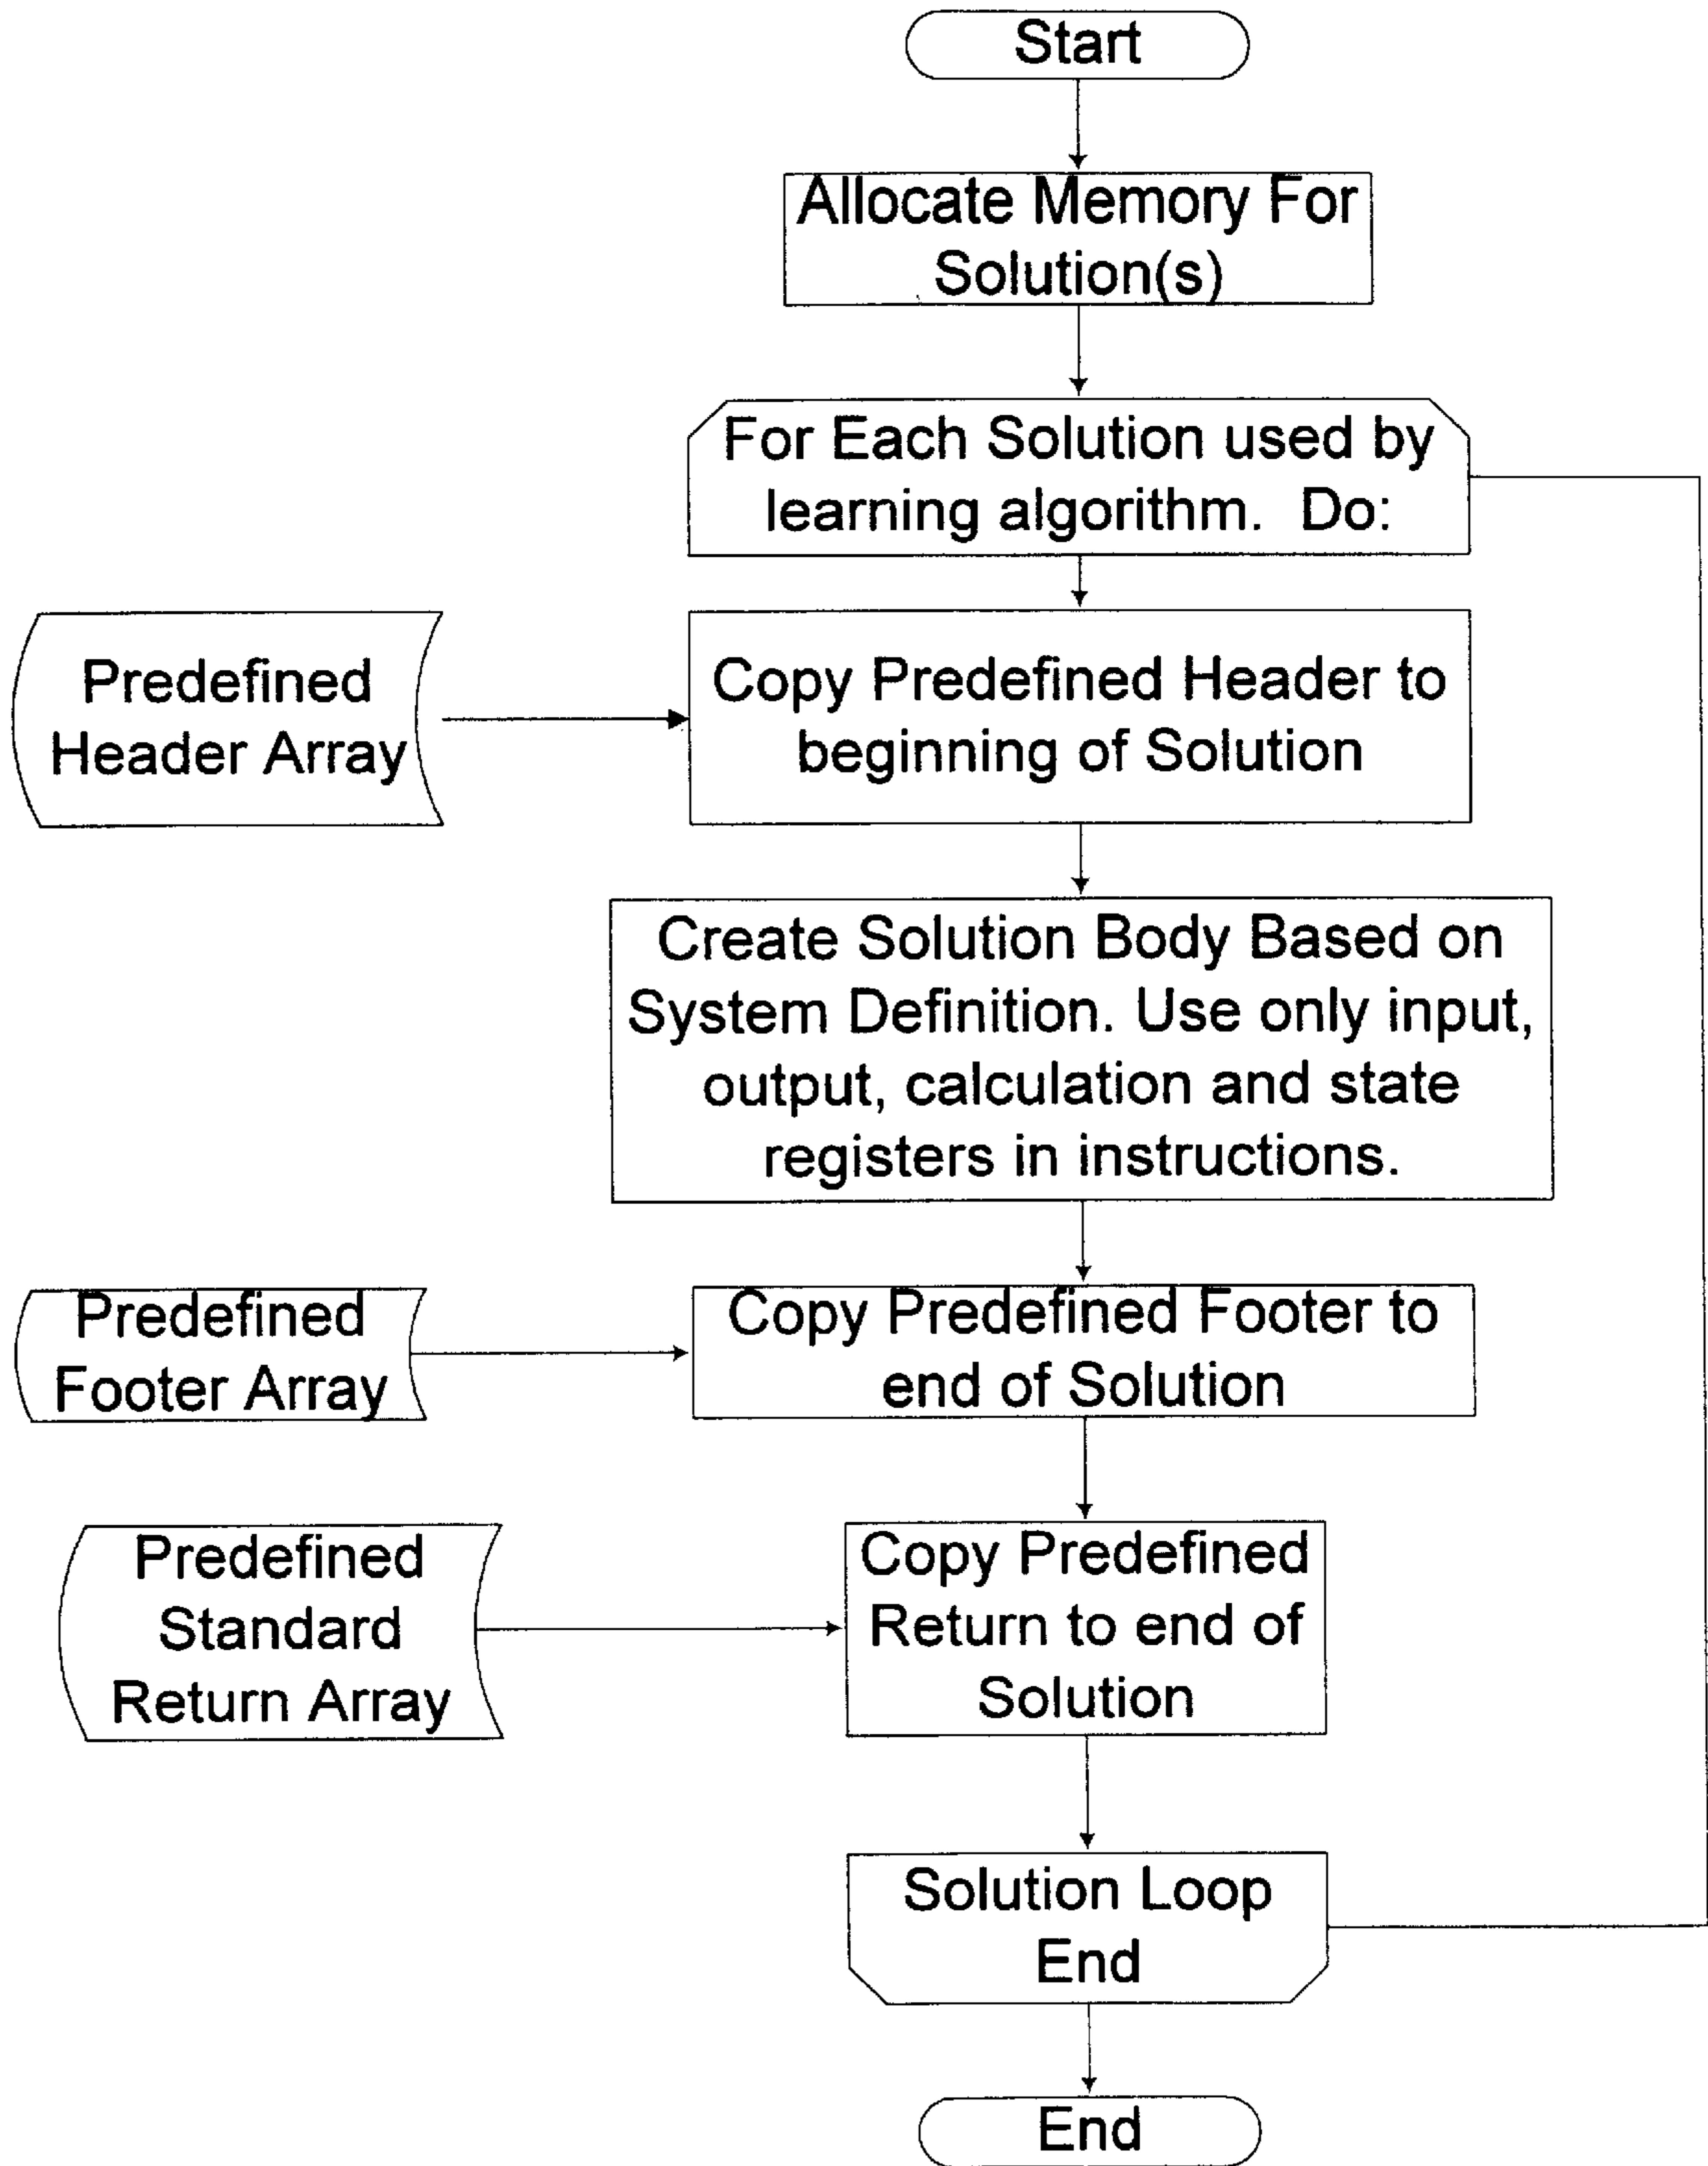 Start
Allocate Memory For
Solution(s)
For Each Solution used by
learning algorithm. Do:
Predefined
Header Array
Copy Predefined Header to
beginning of Solution
Create Solution Body Based on
System Definition. Use only input,
output, calculation and state
registers in instructions.
Predefined
Footer Array
Copy Predefined Footer to
end of Solution
Predefined
Standard
Return Array
Copy Predefined
Return to end of
Solution
Solution Loop
End
End